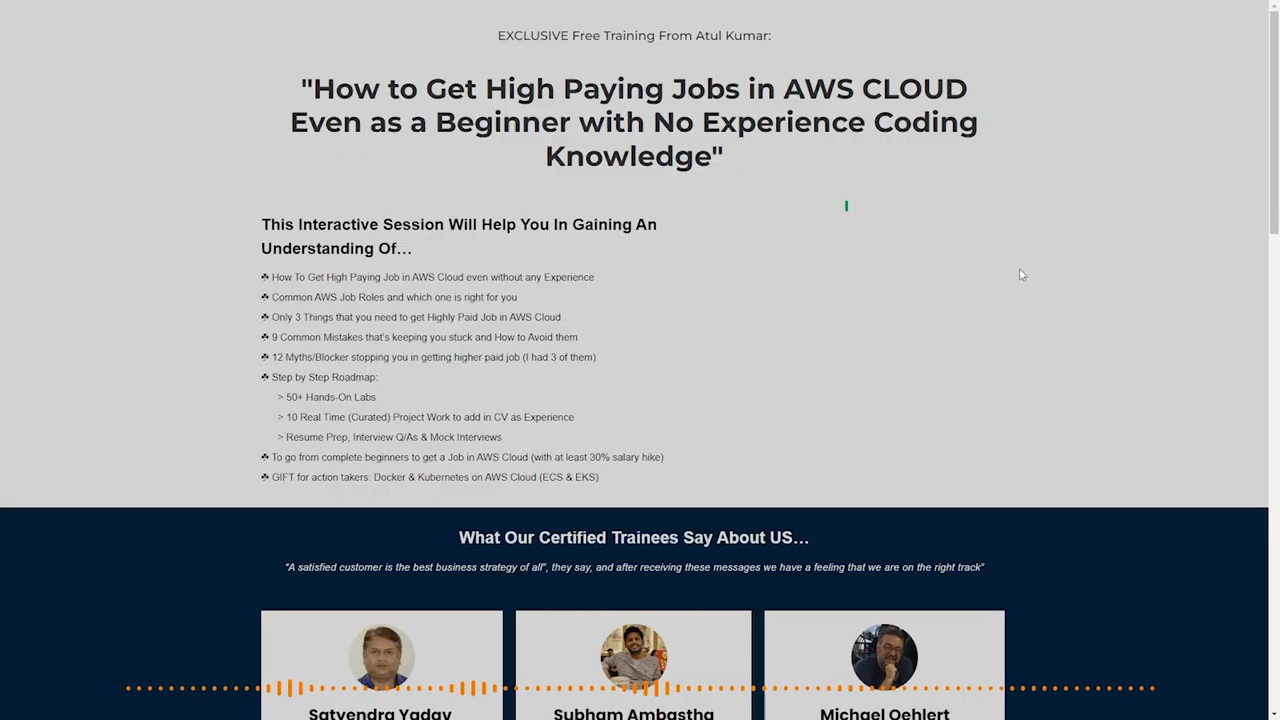 EXCLUSIVE Free Training From Atul Kumar:
"How to Get High Paying Jobs in AWS CLOUD
Even as a Beginner with No Experience Coding
Knowledge"
This Interactive Session Will Help You In Gaining An
Understanding Of…
☘ How To Get High Paying Job in AWS Cloud even without any Experience
☘ Common AWS Job Roles and which one is right for you
☘ Only 3 Things that you need to get Highly Paid Job in AWS Cloud
☘ 9 Common Mistakes that's keeping you stuck and How to Avoid them
☘ 12 Myths/Blocker stopping you in getting higher paid job (I had 3 of them)
☘ Step by Step Roadmap:
> 50+ Hands-On Labs
> 10 Real Time (Curated) Project Work to add in CV as Experience
> Resume Prep, Interview Q/As & Mock Interviews
☘ To go from complete beginners to get a Job in AWS Cloud (with at least 30% salary hike)
☘ GIFT for action takers: Docker & Kubernetes on AWS Cloud (ECS & EKS)
What Our Certified Trainees Say About US…
"A satisfied customer is the best business strategy of all", they say, and after receiving these messages we have a feeling that we are on the right track"
Satyendra Yadav
Subham Ambastha
Michael Oehlert